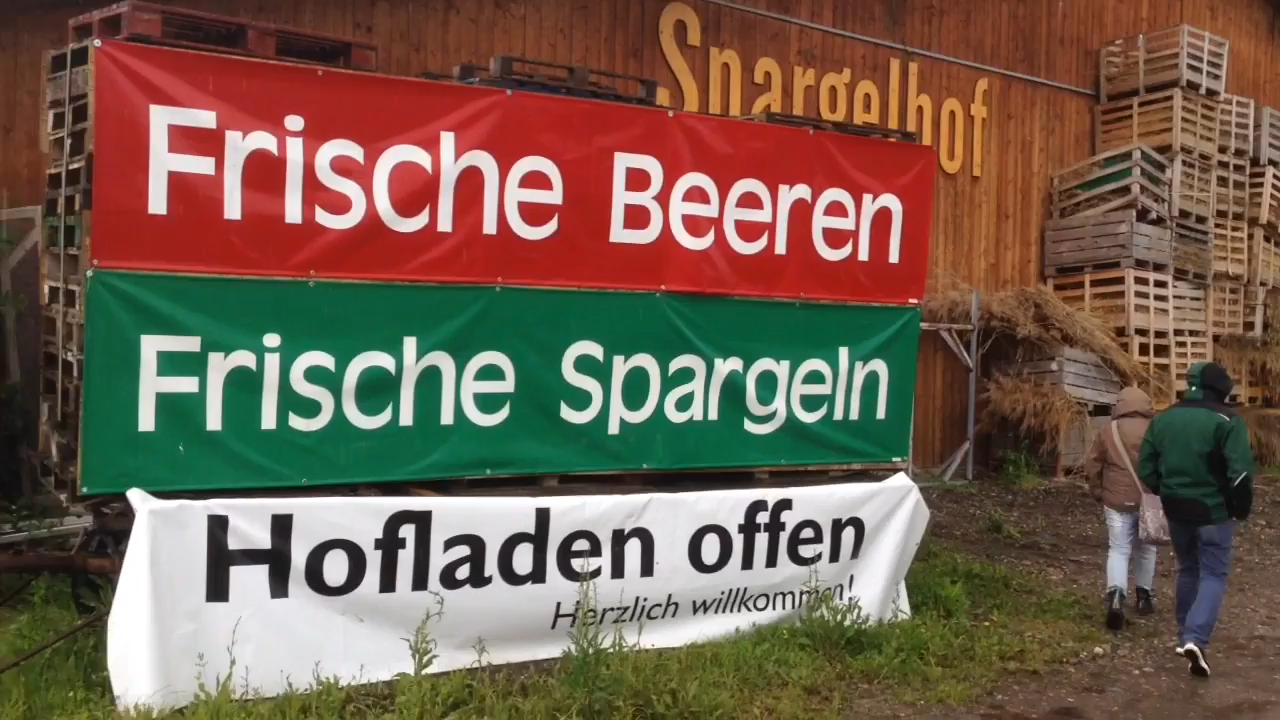 Spargelhof
Frische Beeren
Frische Spargeln
Hofladen offen
Herzlich willkommen!